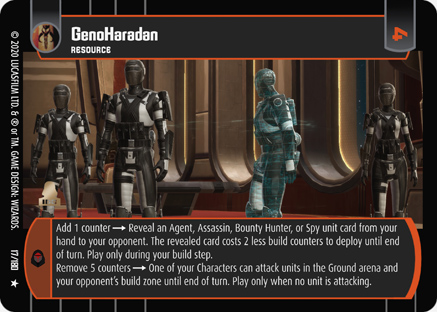 GenoHaradan
4
RESOURCE
Add 1 counter → Reveal an Agent, Assassin, Bounty Hunter, or Spy unit card from your
hand to your opponent. The revealed card costs 2 less build counters to deploy until end
of turn. Play only during your build step.
Remove 5 counters → One of your Characters can attack units in the Ground arena and
your opponent's build zone until end of turn. Play only when no unit is attacking.
© 2020 LUCASFILM LTD. & ® or TM. GAME DESIGN: WIZARDS.
17/180 ★